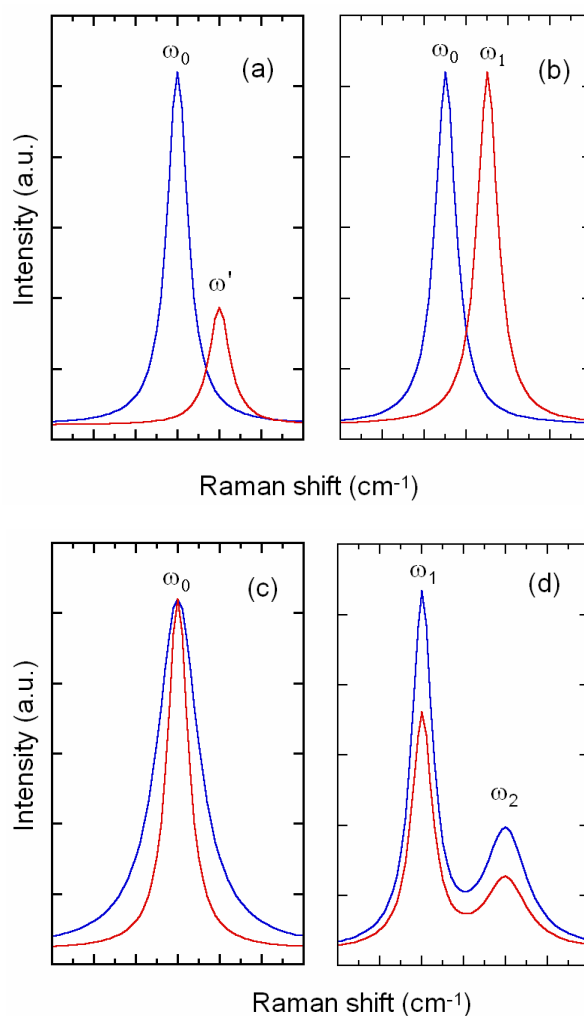 ω₀ (a)
ω'
ω₀ ω₁ (b)
Intensity (a.u.)
Raman shift (cm⁻¹)
ω₀ (c)
ω₁ (d)
ω₂
Intensity (a.u.)
Raman shift (cm⁻¹)